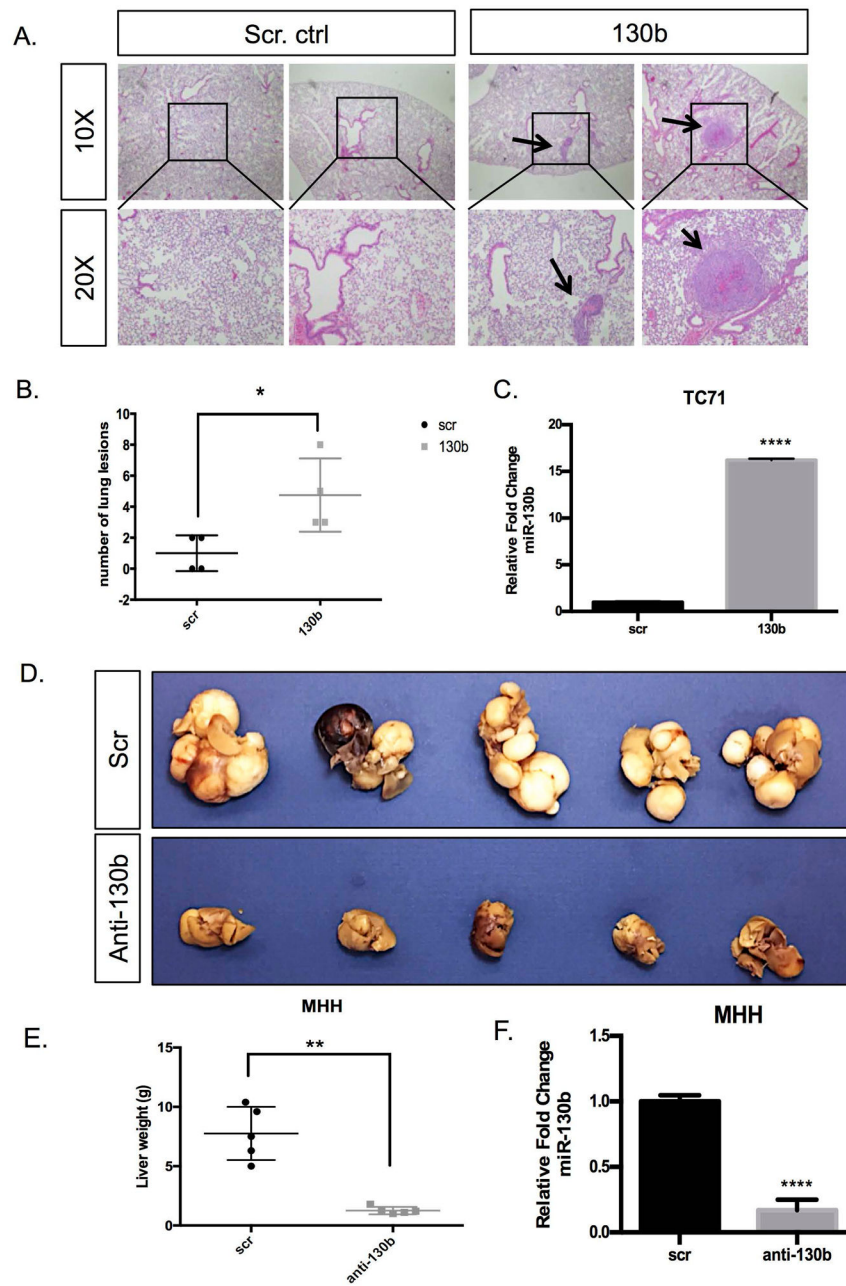 A.
Scr. ctrl
130b
10X
20X
B.
number of lung lesions
10
8
6
4
2
0
-2
*
scr
130b
scr
130b
C.
TC71
Relative Fold Change
miR-130b
20
15
10
5
0
****
scr
130b
D.
Scr
Anti-130b
E.
MHH
Liver weight (g)
15
10
5
0
**
scr
anti-130b
F.
MHH
Relative Fold Change
miR-130b
1.5
1.0
0.5
0.0
****
scr
anti-130b